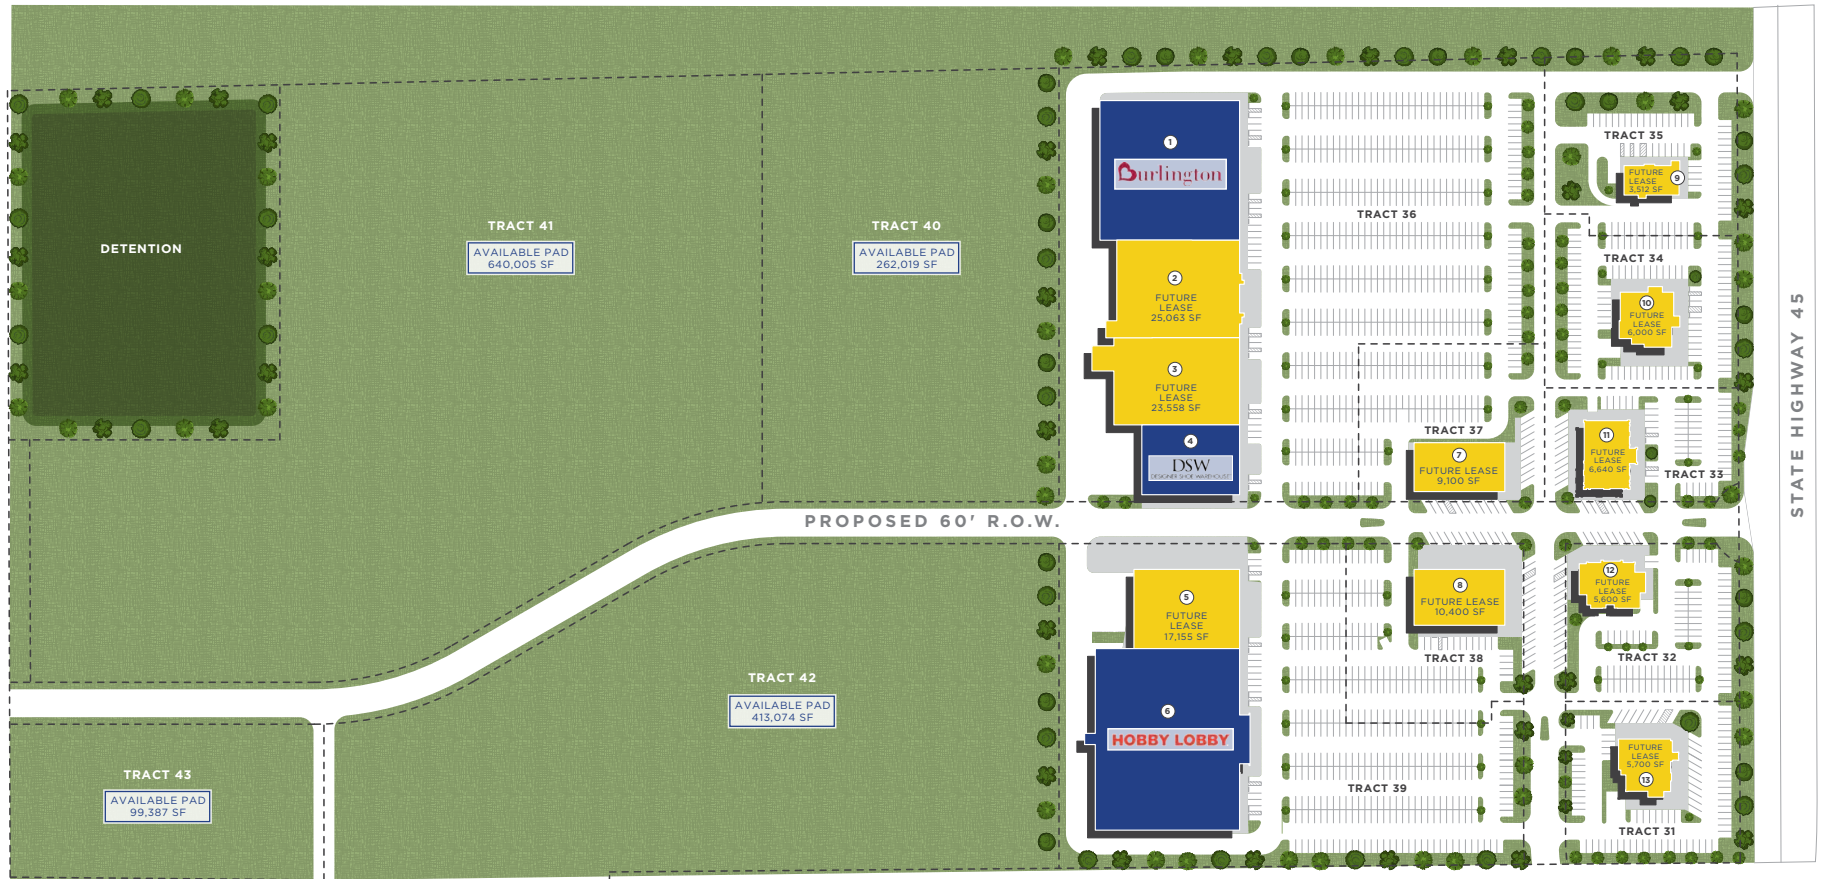 DETENTION
TRACT 41
AVAILABLE PAD
640,005 SF
TRACT 40
AVAILABLE PAD
262,019 SF
1
Burlington
2
FUTURE
LEASE
25,063 SF
3
FUTURE
LEASE
23,558 SF
4
DSW
DESIGNER SHOE WAREHOUSE
TRACT 36
TRACT 35
FUTURE
LEASE
3,512 SF
9
TRACT 34
10
FUTURE
LEASE
6,000 SF
TRACT 37
7
FUTURE LEASE
9,100 SF
11
FUTURE
LEASE
6,640 SF
TRACT 33
STATE HIGHWAY 45
PROPOSED 60' R.O.W.
5
FUTURE
LEASE
17,155 SF
8
FUTURE LEASE
10,400 SF
TRACT 38
12
FUTURE
LEASE
5,600 SF
TRACT 32
TRACT 42
AVAILABLE PAD
413,074 SF
6
HOBBY LOBBY
TRACT 39
FUTURE
LEASE
5,700 SF
13
TRACT 31
TRACT 43
AVAILABLE PAD
99,387 SF